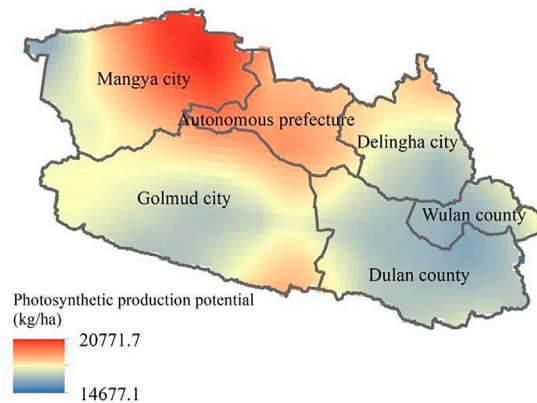 Mangya city
Autonomous prefecture
Delingha city
Golmud city
Wulan county
Dulan county
Photosynthetic production potential
(kg/ha)
20771.7
14677.1